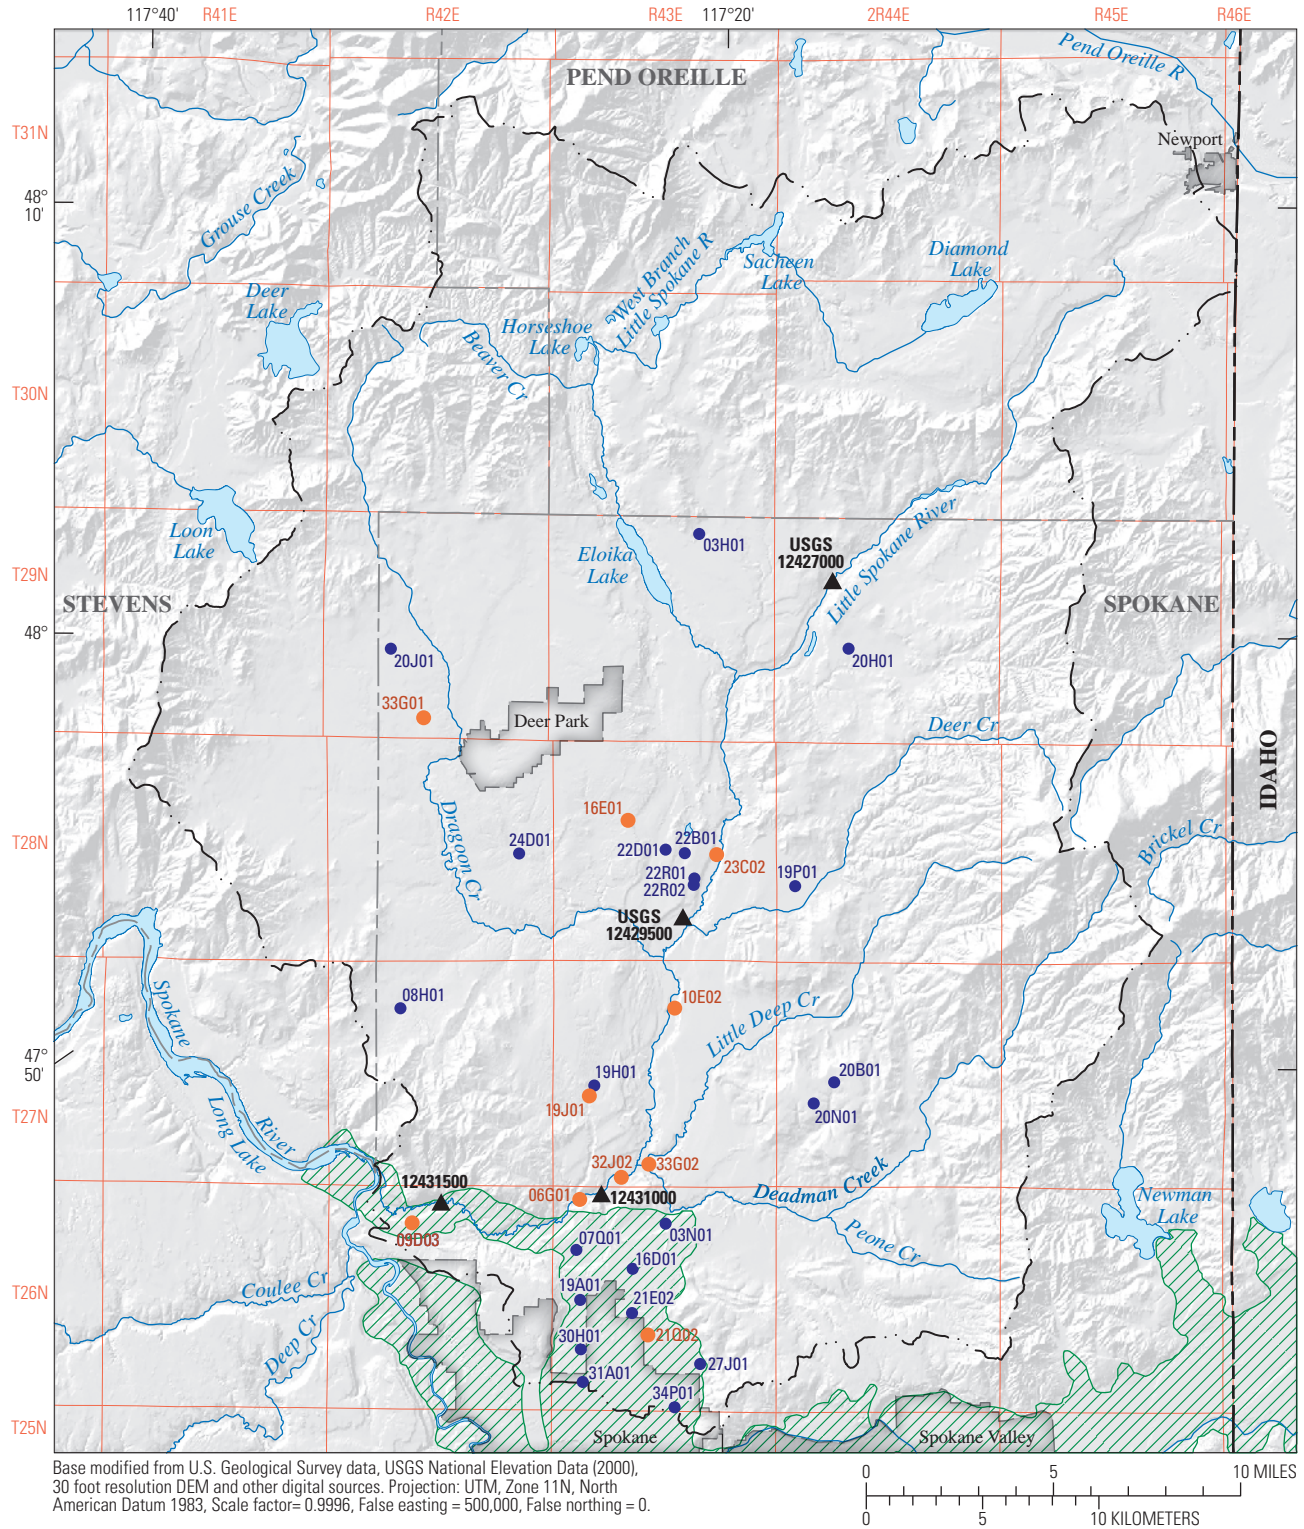 117°40'
R41E
R42E
R43E
117°20'
2R44E
R45E
R46E
PEND OREILLE
Pend Oreille R
T31N
Newport
48°
10'
Grouse Creek
West Branch
Little Spokane R
Sacheen
Lake
Diamond
Lake
Deer
Lake
Horseshoe
Lake
Beaver Cr
T30N
Loon
Lake
Eloika
Lake
03H01
USGS
12427000
Little Spokane River
T29N
STEVENS
SPOKANE
48°
20J01
20H01
33G01
Deer Park
Deer Cr
IDAHO
Dragoon Cr
16E01
24D01
22D01
22B01
23C02
22R01
22R02
19P01
T28N
Brickel Cr
USGS
12429500
Spokane
08H01
10E02
Little Deep Cr
47°
50'
19H01
19J01
20B01
20N01
T27N
Long Lake
River
32J02
33G02
12431500
06G01
12431000
Deadman Creek
Newman
Lake
09D03
07Q01
03N01
Peone Cr
16D01
Coulee Cr
19A01
21E02
T26N
Deep Cr
30H01
21Q02
27J01
31A01
34P01
T25N
Spokane
Spokane Valley
Base modified from U.S. Geological Survey data, USGS National Elevation Data (2000),
30 foot resolution DEM and other digital sources. Projection: UTM, Zone 11N, North
American Datum 1983, Scale factor= 0.9996, False easting = 500,000, False northing = 0.
0 5 10 MILES
0 5 10 KILOMETERS